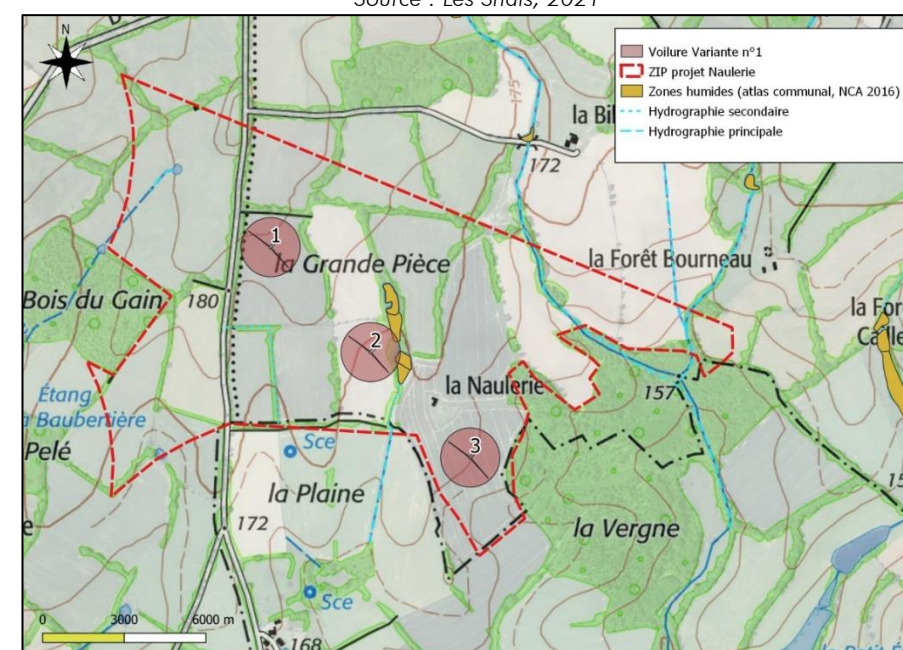 Source : Les Snats, 2021
N
Voilure Variante n°1
ZIP projet Naulerie
Zones humides (atlas communal, NCA 2016)
Hydrographie secondaire
Hydrographie principale
175
la Bil
172
1
la Grande Pièce
la Forêt Bourneau
Bois du Gain
180
la For
Caille
2
Étang
la Naulerie
157
Baubertière
Pelé
Sce
3
la Plaine
172
la Vergne
15
Sce
0 3000 6000 m
168